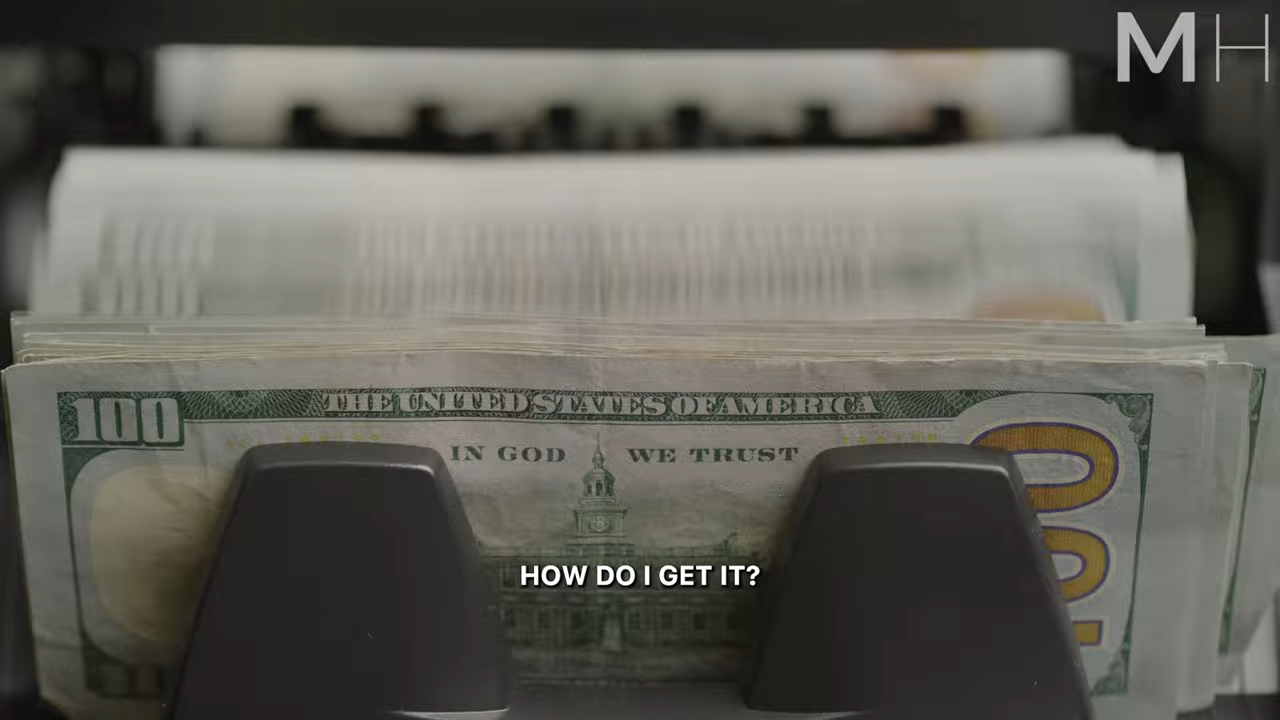 MH
100
THE UNITED STATES OF AMERICA
IN GOD WE TRUST
HOW DO I GET IT?